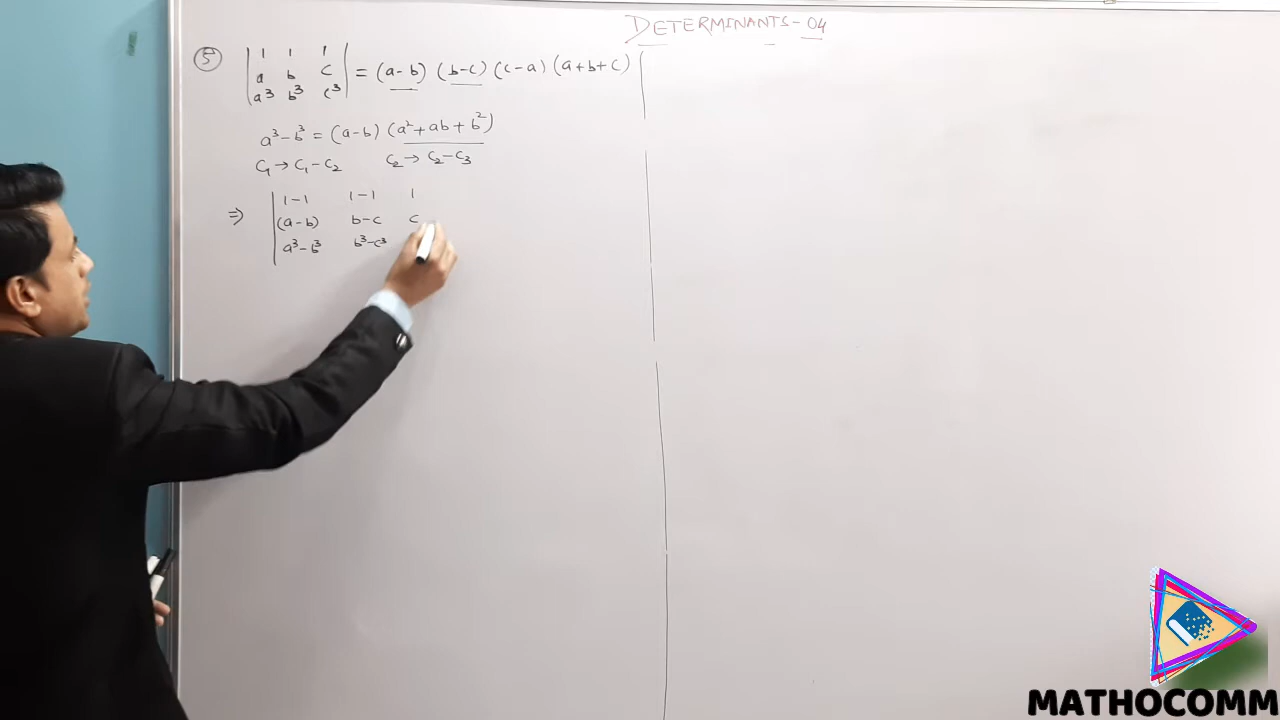 DETERMINANTS-04
5 | 1 1 1 | = (a-b) (b-c) (c-a) (a+b+c)
| a b c |
| a³ b³ c³ |
a³-b³ = (a-b) (a²+ab+b²)
C₁ → C₁-C₂ C₂ → C₂-C₃
⇒ | 1-1 1-1 1
(a-b) b-c c
a³-b³ b³-c³
MATHOCOMM